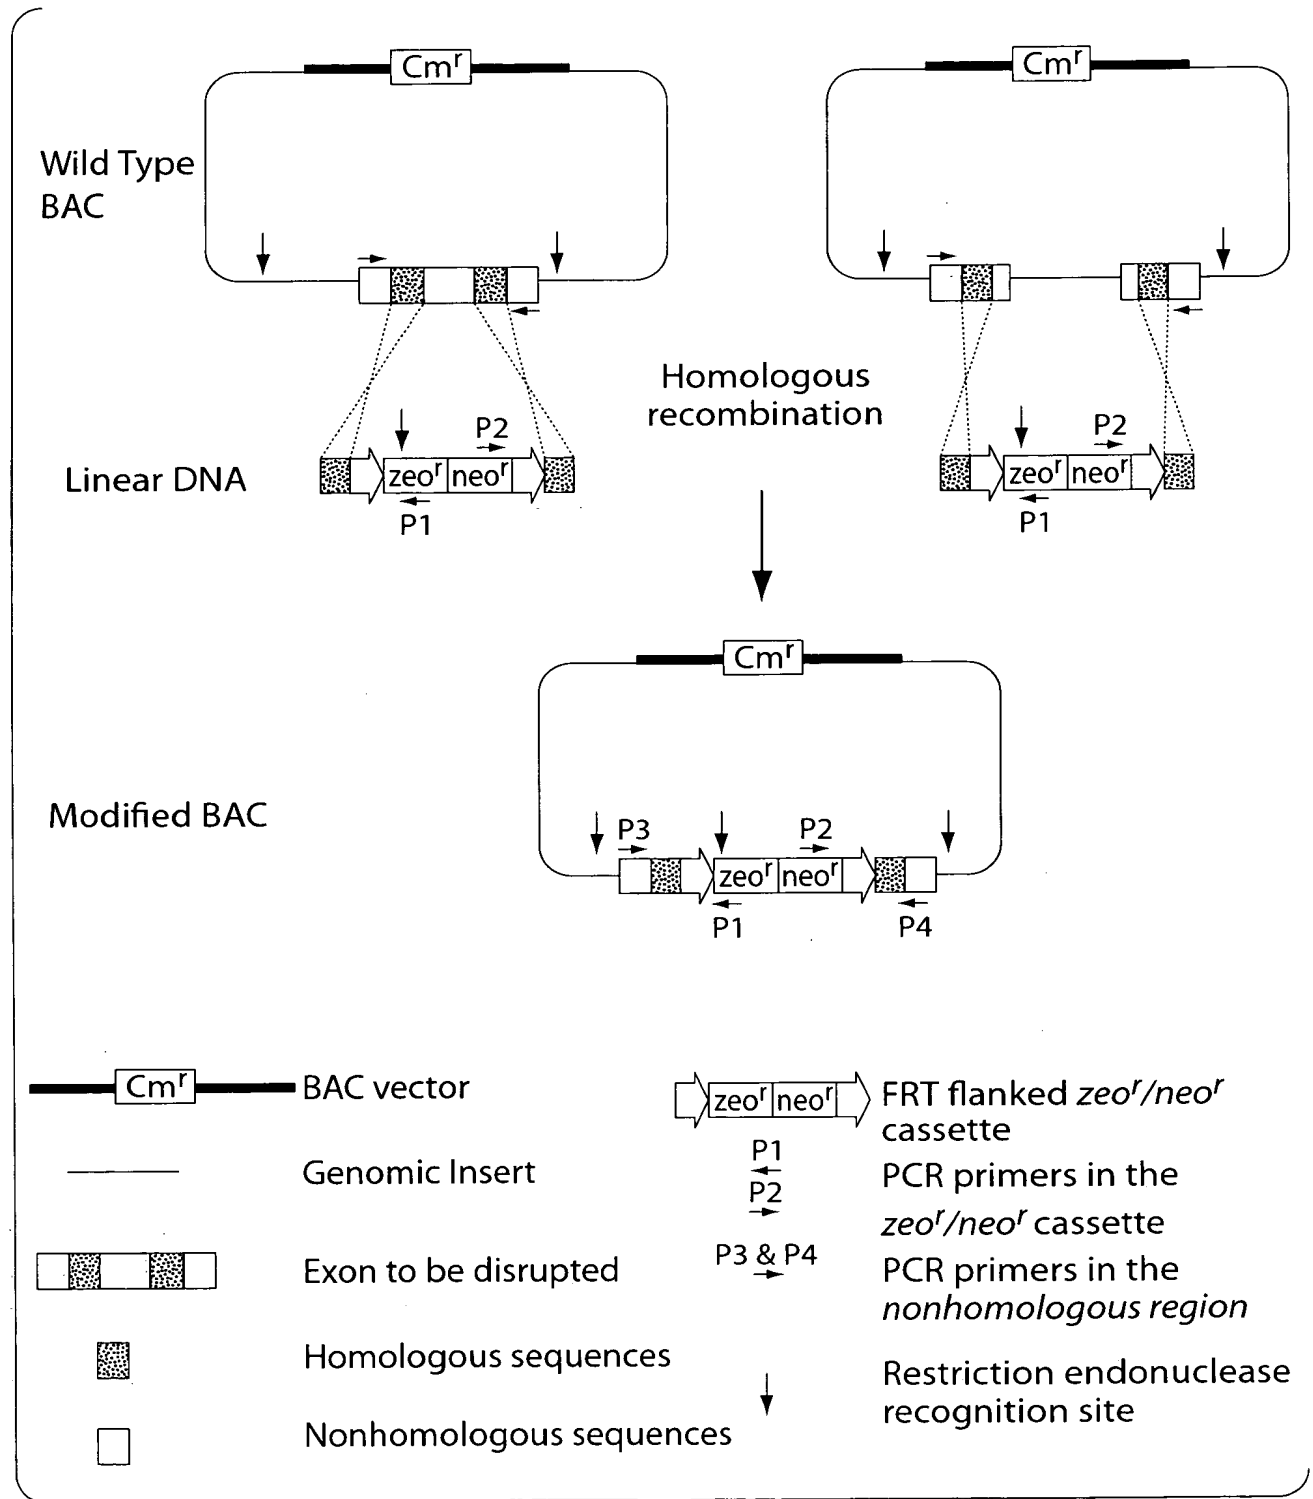 Cmʳ
Cmʳ
Wild Type
BAC
Homologous
recombination
Linear DNA
P2
zeoʳ neoʳ
P1
P2
zeoʳ neoʳ
P1
Cmʳ
Modified BAC
P3
P2
zeoʳ neoʳ
P1
P4
Cmʳ
BAC vector
Genomic Insert
Exon to be disrupted
Homologous sequences
Nonhomologous sequences
zeoʳ neoʳ
FRT flanked zeoʳ/neoʳ
cassette
P1
P2
PCR primers in the
zeoʳ/neoʳ cassette
P3 & P4
PCR primers in the
nonhomologous region
Restriction endonuclease
recognition site